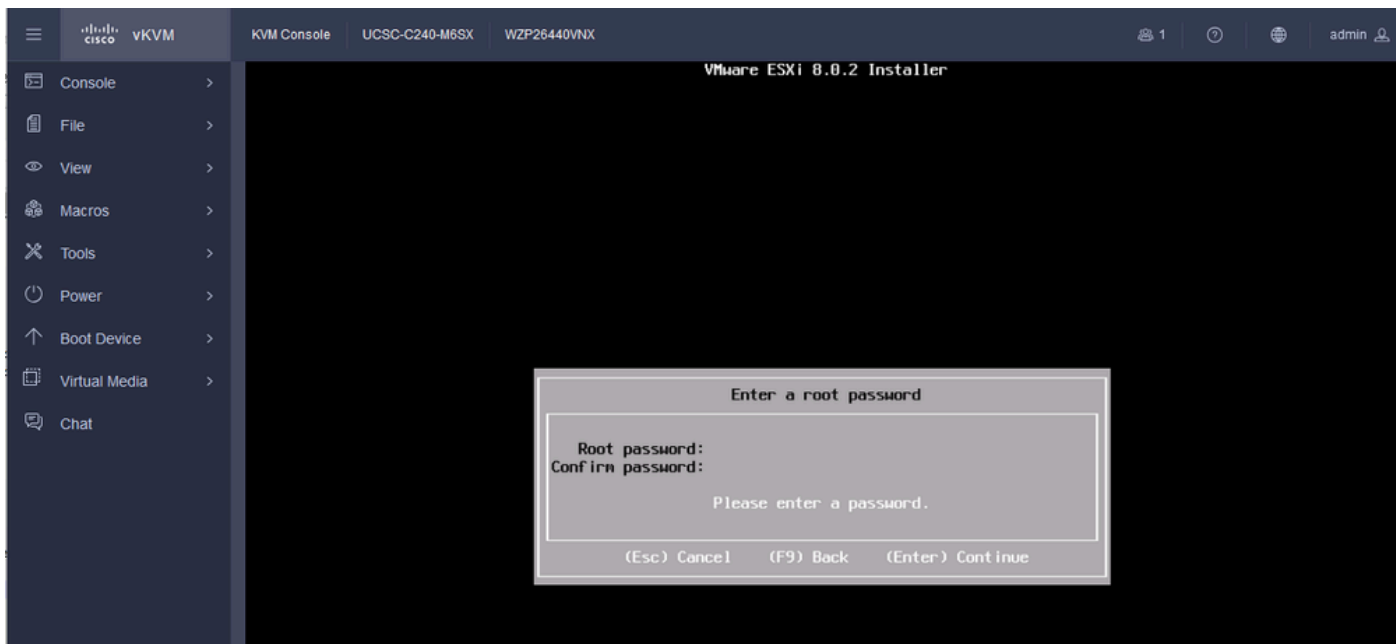 cisco vKVM KVM Console UCSC-C240-M6SX WZP26440VNX 1 admin
Console
File
View
Macros
Tools
Power
Boot Device
Virtual Media
Chat
VMware ESXi 8.0.2 Installer
Enter a root password
Root password:
Confirm password:
Please enter a password.
(Esc) Cancel (F9) Back (Enter) Continue